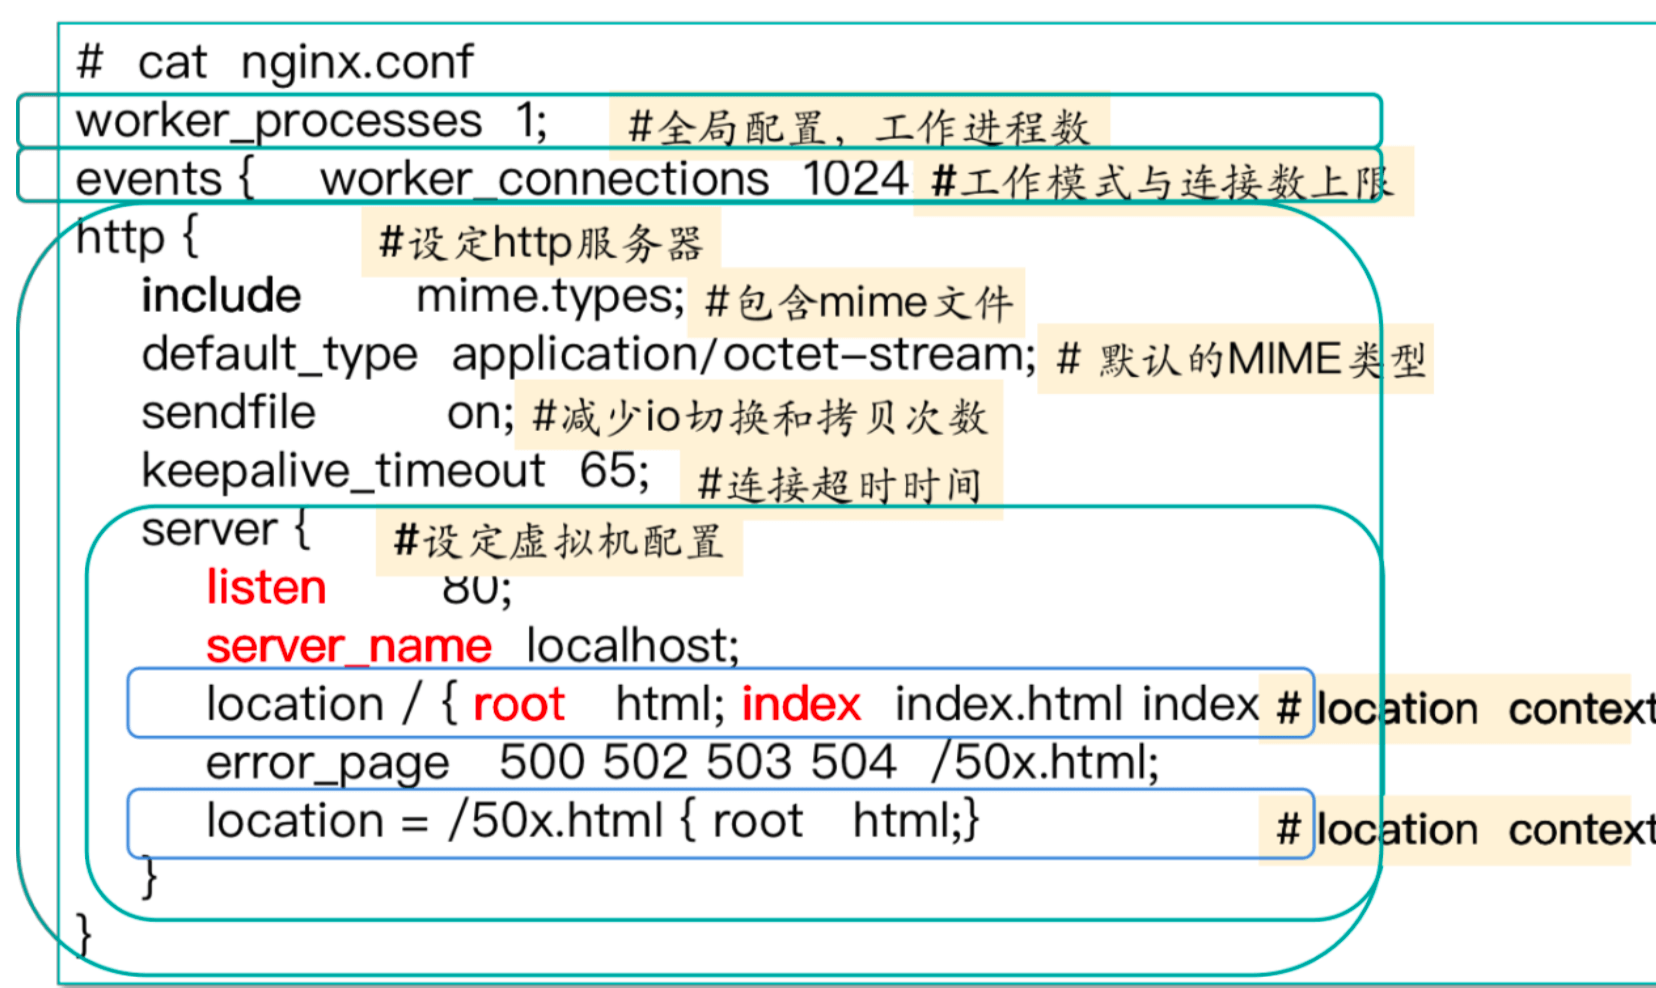 # cat nginx.conf
worker_processes 1; #全局配置，工作进程数
events { worker_connections 1024 #工作模式与连接数上限
http { #设定http服务器
include mime.types; #包含mime文件
default_type application/octet-stream; # 默认的MIME类型
sendfile on; #减少io切换和拷贝次数
keepalive_timeout 65; #连接超时时间
server { #设定虚拟机配置
listen 80;
server_name localhost;
location / { root html; index index.html index # location context
error_page 500 502 503 504 /50x.html;
location = /50x.html { root html;} # location context
}
}